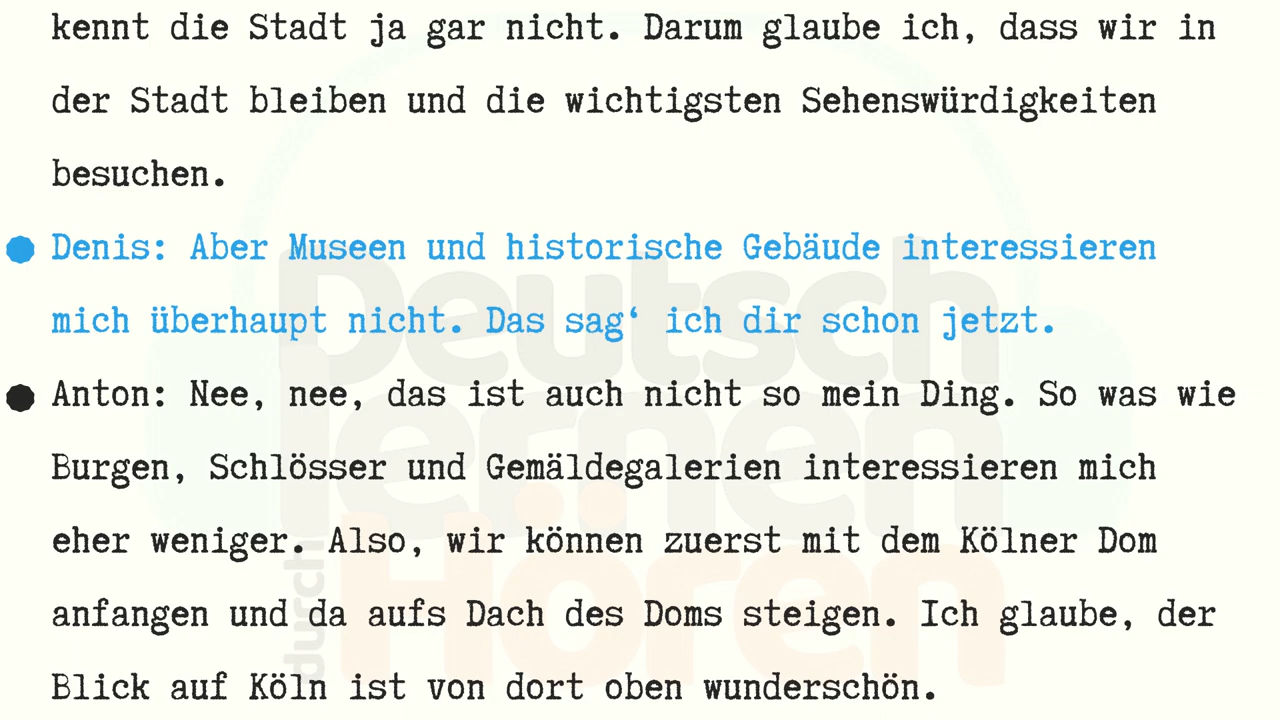 kennt die Stadt ja gar nicht. Darum glaube ich, dass wir in
der Stadt bleiben und die wichtigsten Sehenswürdigkeiten
besuchen.
Denis: Aber Museen und historische Gebäude interessieren
mich überhaupt nicht. Das sag‘ ich dir schon jetzt.
Anton: Nee, nee, das ist auch nicht so mein Ding. So was wie
Burgen, Schlösser und Gemäldegalerien interessieren mich
eher weniger. Also, wir können zuerst mit dem Kölner Dom
anfangen und da aufs Dach des Doms steigen. Ich glaube, der
Blick auf Köln ist von dort oben wunderschön.
Deutsch
lernen
durch
Hören